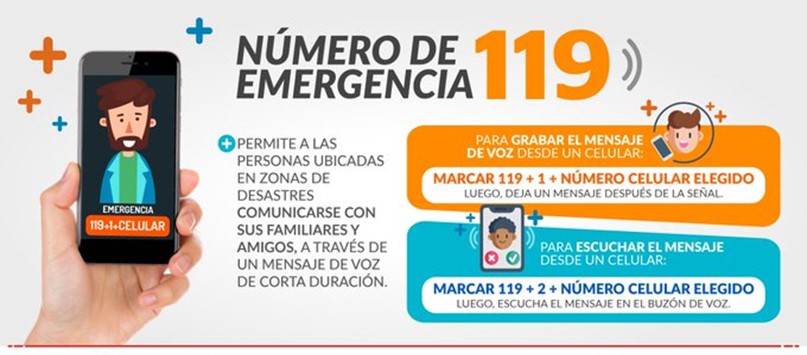 NÚMERO DE
EMERGENCIA 119
EMERGENCIA
119+1+CELULAR
PERMITE A LAS
PERSONAS UBICADAS
EN ZONAS DE
DESASTRES
COMUNICARSE CON
SUS FAMILIARES Y
AMIGOS, A TRAVÉS DE
UN MENSAJE DE VOZ
DE CORTA DURACIÓN.
PARA GRABAR EL MENSAJE
DE VOZ DESDE UN CELULAR:
MARCAR 119 + 1 + NÚMERO CELULAR ELEGIDO
LUEGO, DEJA UN MENSAJE DESPUÉS DE LA SEÑAL.
PARA ESCUCHAR EL MENSAJE
DESDE UN CELULAR:
MARCAR 119 + 2 + NÚMERO CELULAR ELEGIDO
LUEGO, ESCUCHA EL MENSAJE EN EL BUZÓN DE VOZ.